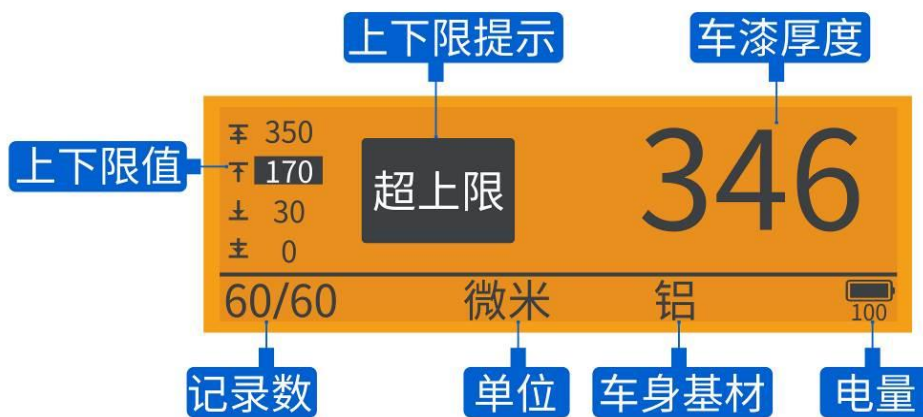 上下限提示
车漆厚度
上下限值
350
170
30
0
超上限
346
60/60
微米
铝
100
记录数
单位
车身基材
电量